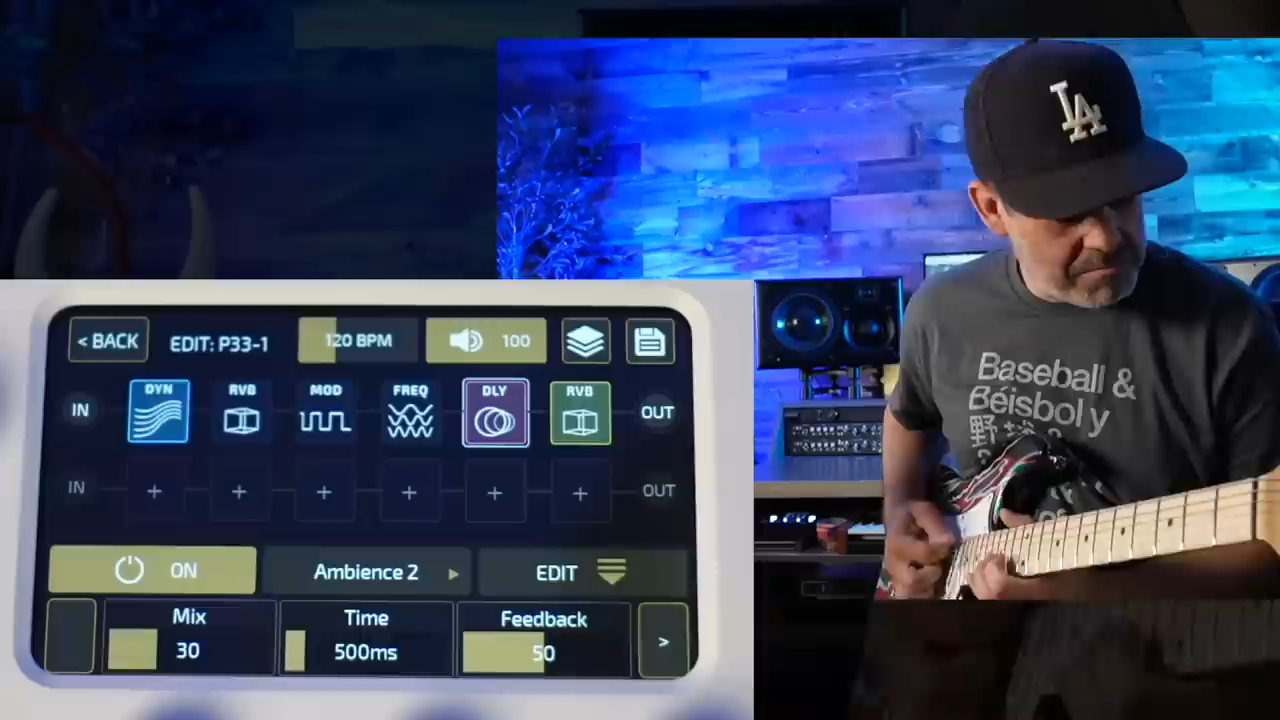 LA
Baseball &
Béisbol y
< BACK
EDIT: P33-1
120 BPM
100
IN
DYN
RVB
MOD
FREQ
DLY
RVB
OUT
IN
+
+
+
+
+
+
OUT
ON
Ambience 2
EDIT
Mix
Time
Feedback
>
30
500ms
50